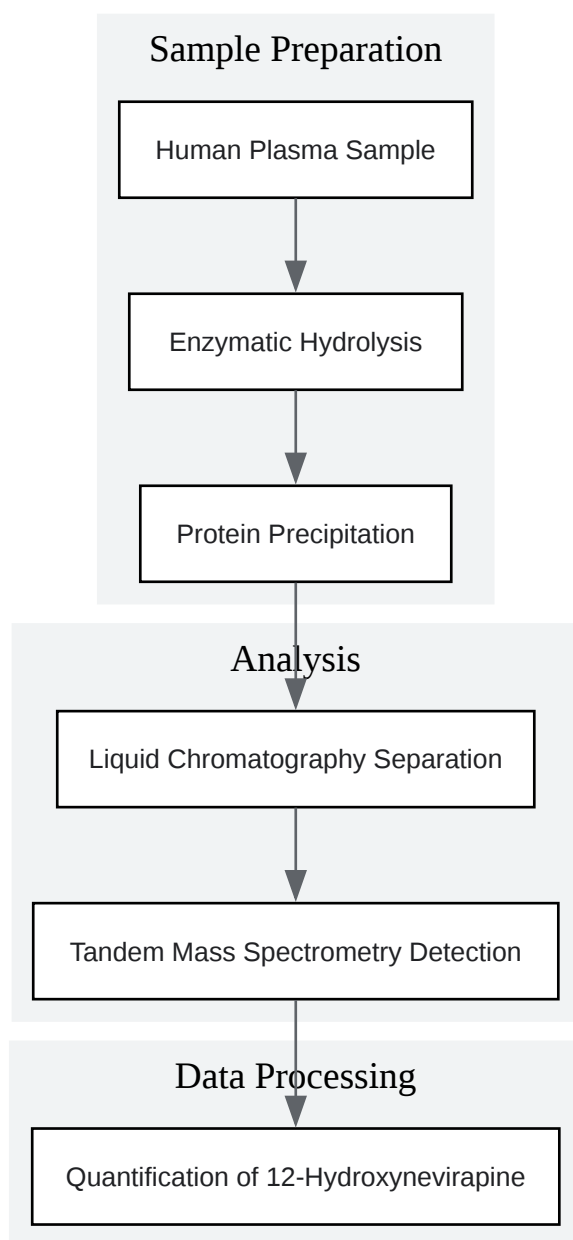 Sample Preparation
Human Plasma Sample
Enzymatic Hydrolysis
Protein Precipitation
Analysis
Liquid Chromatography Separation
Tandem Mass Spectrometry Detection
Data Processing
Quantification of 12-Hydroxynevirapine